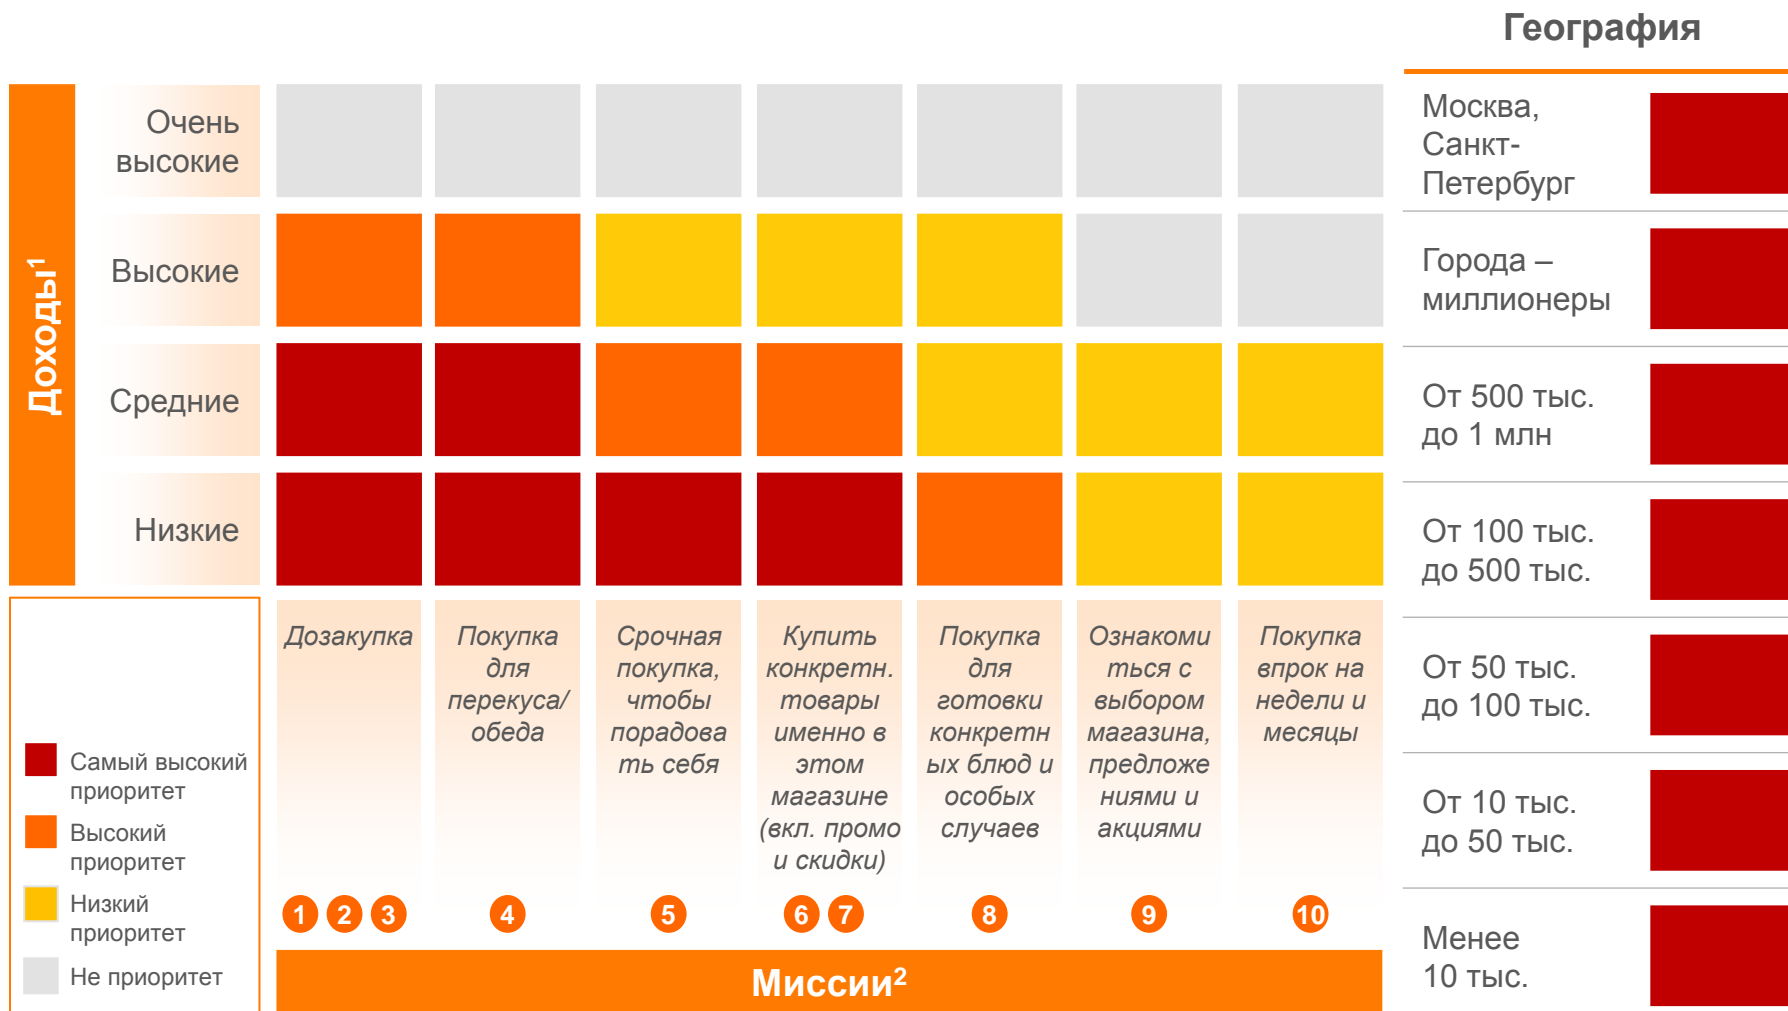 География
Доходы1
Очень
высокие
Высокие
Средние
Низкие
Москва,
Санкт-
Петербург
Города –
миллионеры
От 500 тыс.
до 1 млн
От 100 тыс.
до 500 тыс.
От 50 тыс.
до 100 тыс.
От 10 тыс.
до 50 тыс.
Менее
10 тыс.
Дозакупка
Покупка
для
перекуса/
обеда
Срочная
покупка,
чтобы
порадова
ть себя
Купить
конкретн.
товары
именно в
этом
магазине
(вкл. промо
и скидки)
Покупка
для
готовки
конкретн
ых блюд и
особых
случаев
Ознакоми
ться с
выбором
магазина,
предложе
ниями и
акциями
Покупка
впрок на
недели и
месяцы
1 2 3
4
5
6 7
8
9
10
Миссии2
Самый высокий
приоритет
Высокий
приоритет
Низкий
приоритет
Не приоритет